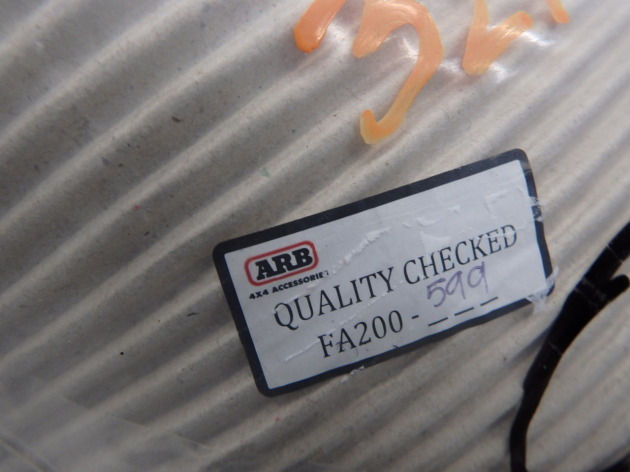 ARB
4X4 ACCESSORIES
QUALITY CHECKED
FA200 - 599